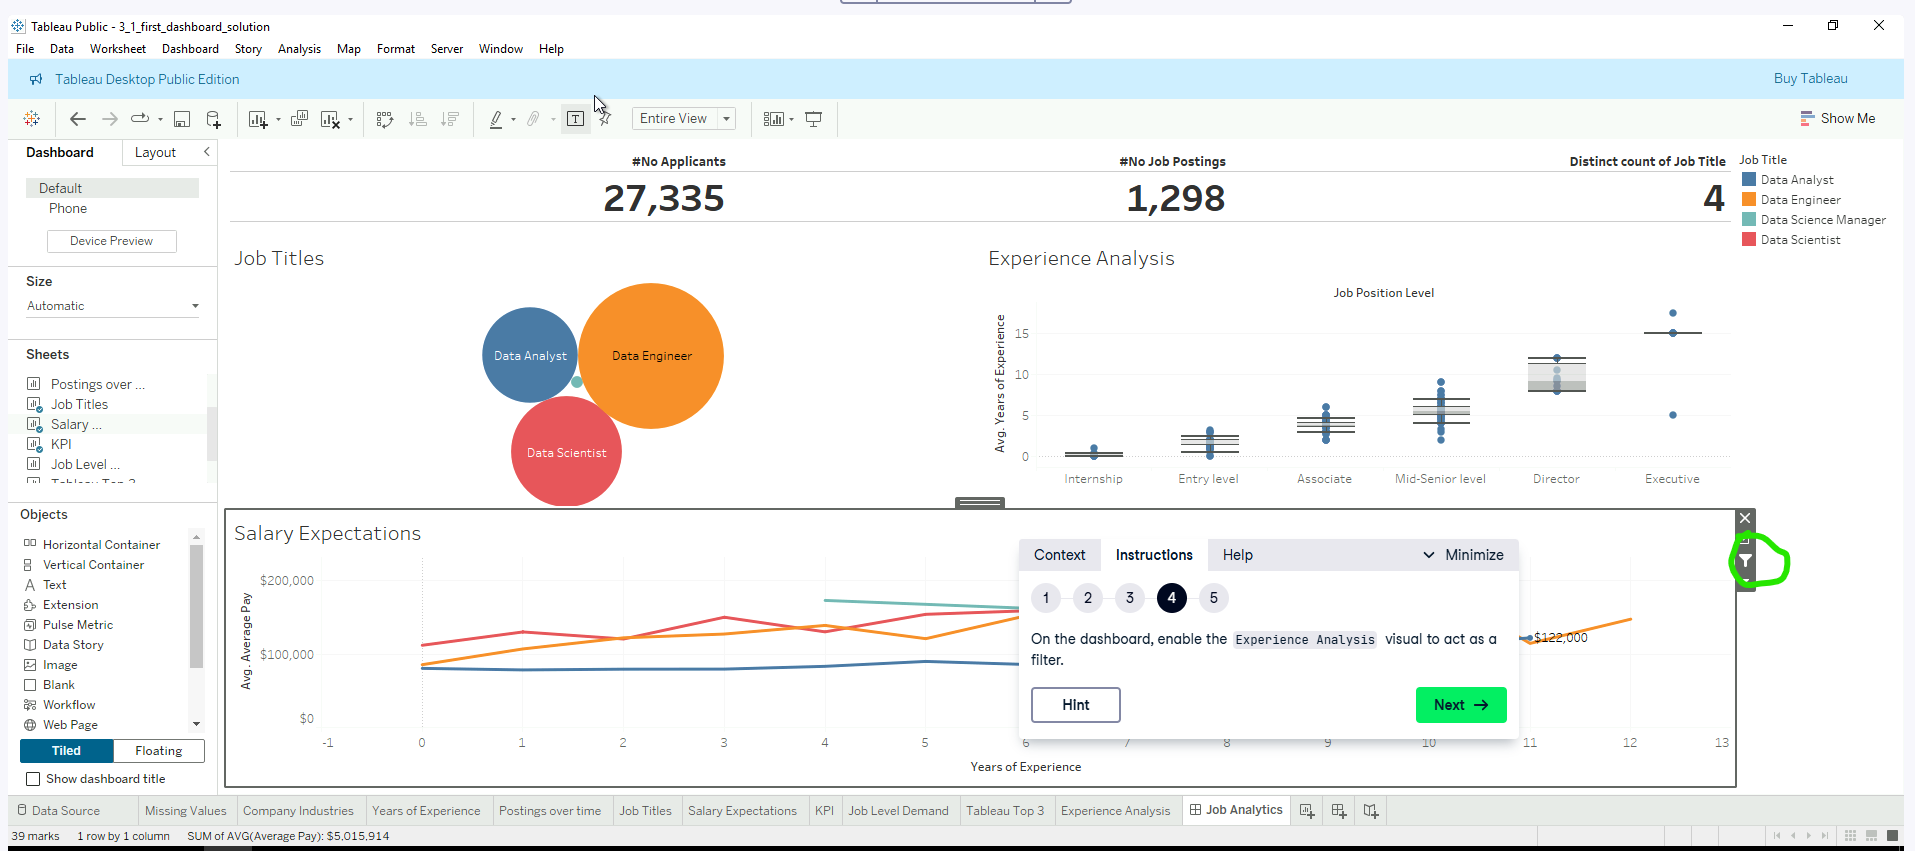 Tableau Public - 3_1_first_dashboard_solution
File Data Worksheet Dashboard Story Analysis Map Format Server Window Help
Tableau Desktop Public Edition
Buy Tableau
Entire View
Show Me
Dashboard Layout
Default
Phone
Device Preview
Size
Automatic
Sheets
Postings over ...
Job Titles
Salary ...
KPI
Job Level ...
Tableau Top 3
Objects
Horizontal Container
Vertical Container
Text
Extension
Pulse Metric
Data Story
Image
Blank
Workflow
Web Page
Tiled Floating
Show dashboard title
#No Applicants #No Job Postings Distinct count of Job Title
27,335 1,298 4
Job Title
Data Analyst
Data Engineer
Data Science Manager
Data Scientist
Job Titles
Data Analyst
Data Engineer
Data Scientist
Experience Analysis
Job Position Level
Avg. Years of Experience
15
10
5
0
Internship Entry level Associate Mid-Senior level Director Executive
Salary Expectations
Avg. Average Pay
$200,000
$100,000
$0
$122,000
-1 0 1 2 3 4 5 6 7 8 9 10 11 12 13
Years of Experience
Context Instructions Help Minimize
1 2 3 4 5
On the dashboard, enable the Experience Analysis visual to act as a
filter.
Hint Next
Data Source Missing Values Company Industries Years of Experience Postings over time Job Titles Salary Expectations KPI Job Level Demand Tableau Top 3 Experience Analysis Job Analytics
39 marks 1 row by 1 column SUM of AVG(Average Pay): $5,015,914